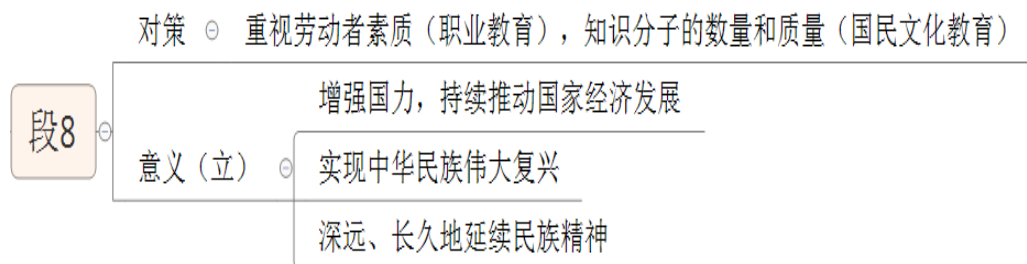 对策 重视劳动者素质（职业教育），知识分子的数量和质量（国民文化教育）
增强国力，持续推动国家经济发展
段8
意义（立） 实现中华民族伟大复兴
深远、长久地延续民族精神